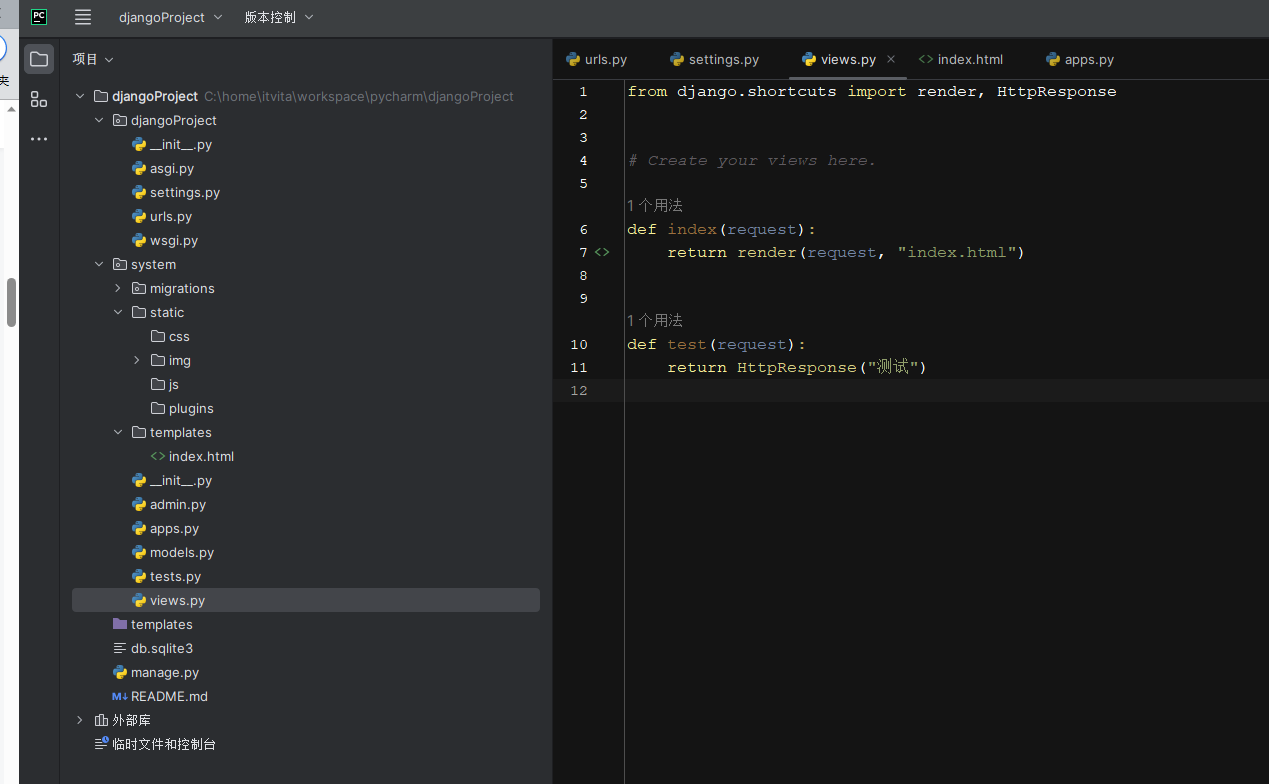 PC djangoProject 版本控制
夹
项目
djangoProject C:\home\itvita\workspace\pycharm\djangoProject
djangoProject
__init__.py
asgi.py
settings.py
urls.py
wsgi.py
system
migrations
static
css
img
js
plugins
templates
index.html
__init__.py
admin.py
apps.py
models.py
tests.py
views.py
templates
db.sqlite3
manage.py
M↓ README.md
外部库
临时文件和控制台
urls.py settings.py views.py index.html apps.py
1 from django.shortcuts import render, HttpResponse
2
3
4 # Create your views here.
5
1 个用法
6 def index(request):
7 <> return render(request, "index.html")
8
9
1 个用法
10 def test(request):
11 return HttpResponse("测试")
12